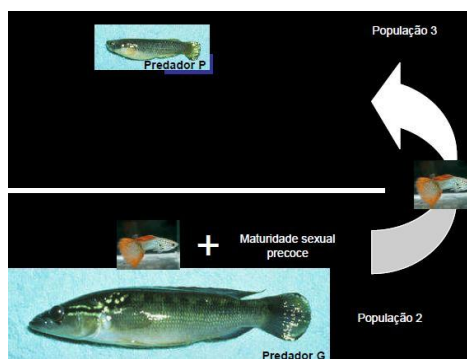 População 3
Predador P
+
Maturidade sexual
precoce
População 2
Predador G